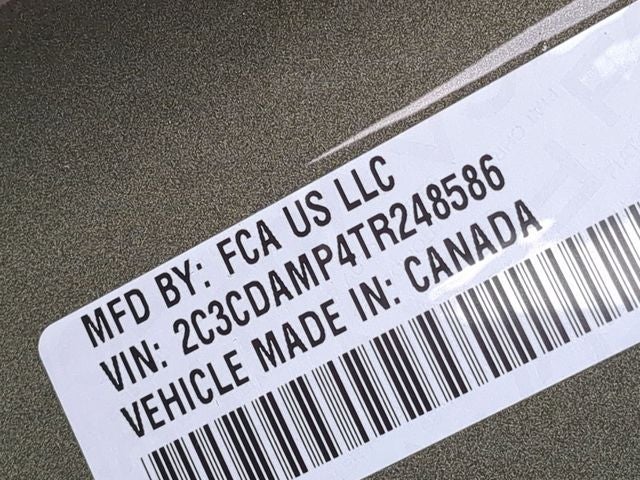 MFD BY: FCA US LLC
VIN: 2C3CDAMP4TR248586
VEHICLE MADE IN: CANADA